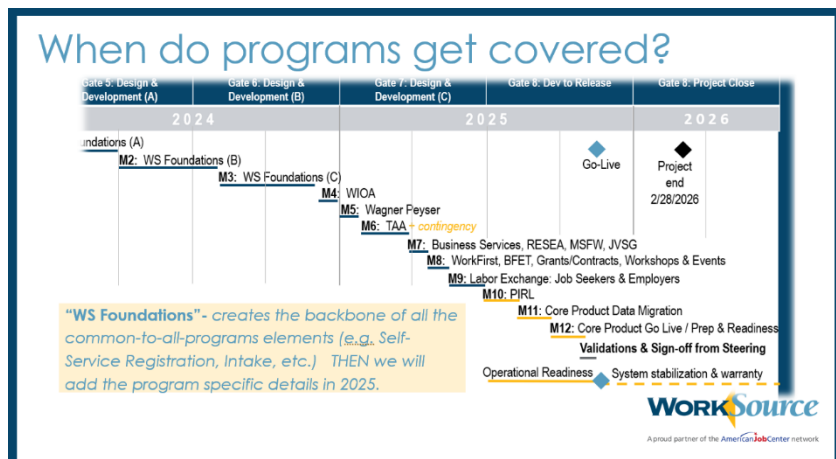 When do programs get covered?
Gate 5: Design & Development (A)
Gate 6: Design & Development (B)
Gate 7: Design & Development (C)
Gate 8: Dev to Release
Gate 8: Project Close
2024
2025
2026
undations (A)
M2: WS Foundations (B)
M3: WS Foundations (C)
M4: WIOA
M5: Wagner Peyser
M6: TAA + contingency
M7: Business Services, RESEA, MSFW, JVSG
M8: WorkFirst, BFET, Grants/Contracts, Workshops & Events
M9: Labor Exchange: Job Seekers & Employers
M10: PIRL
M11: Core Product Data Migration
M12: Core Product Go Live / Prep & Readiness
Validations & Sign-off from Steering
Operational Readiness
System stabilization & warranty
Go-Live
Project
end
2/28/2026
"WS Foundations"- creates the backbone of all the
common-to-all-programs elements (e.g. Self-
Service Registration, Intake, etc.) THEN we will
add the program specific details in 2025.
WorkSource
A proud partner of the AmericanJobCenter network